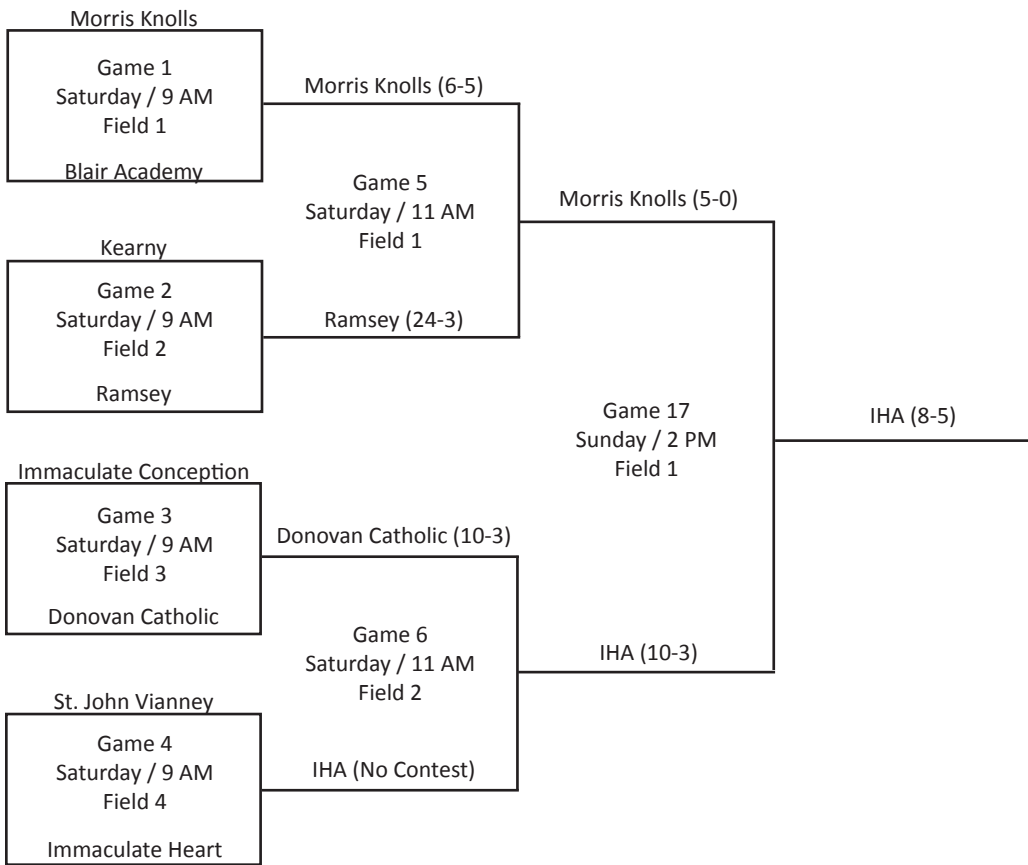 Morris Knolls
Game 1
Saturday / 9 AM
Field 1
Blair Academy
Morris Knolls (6-5)
Game 5
Saturday / 11 AM
Field 1
Morris Knolls (5-0)
Kearny
Game 2
Saturday / 9 AM
Field 2
Ramsey
Ramsey (24-3)
Game 17
Sunday / 2 PM
Field 1
IHA (8-5)
Immaculate Conception
Game 3
Saturday / 9 AM
Field 3
Donovan Catholic
Donovan Catholic (10-3)
Game 6
Saturday / 11 AM
Field 2
IHA (10-3)
St. John Vianney
Game 4
Saturday / 9 AM
Field 4
Immaculate Heart
IHA (No Contest)